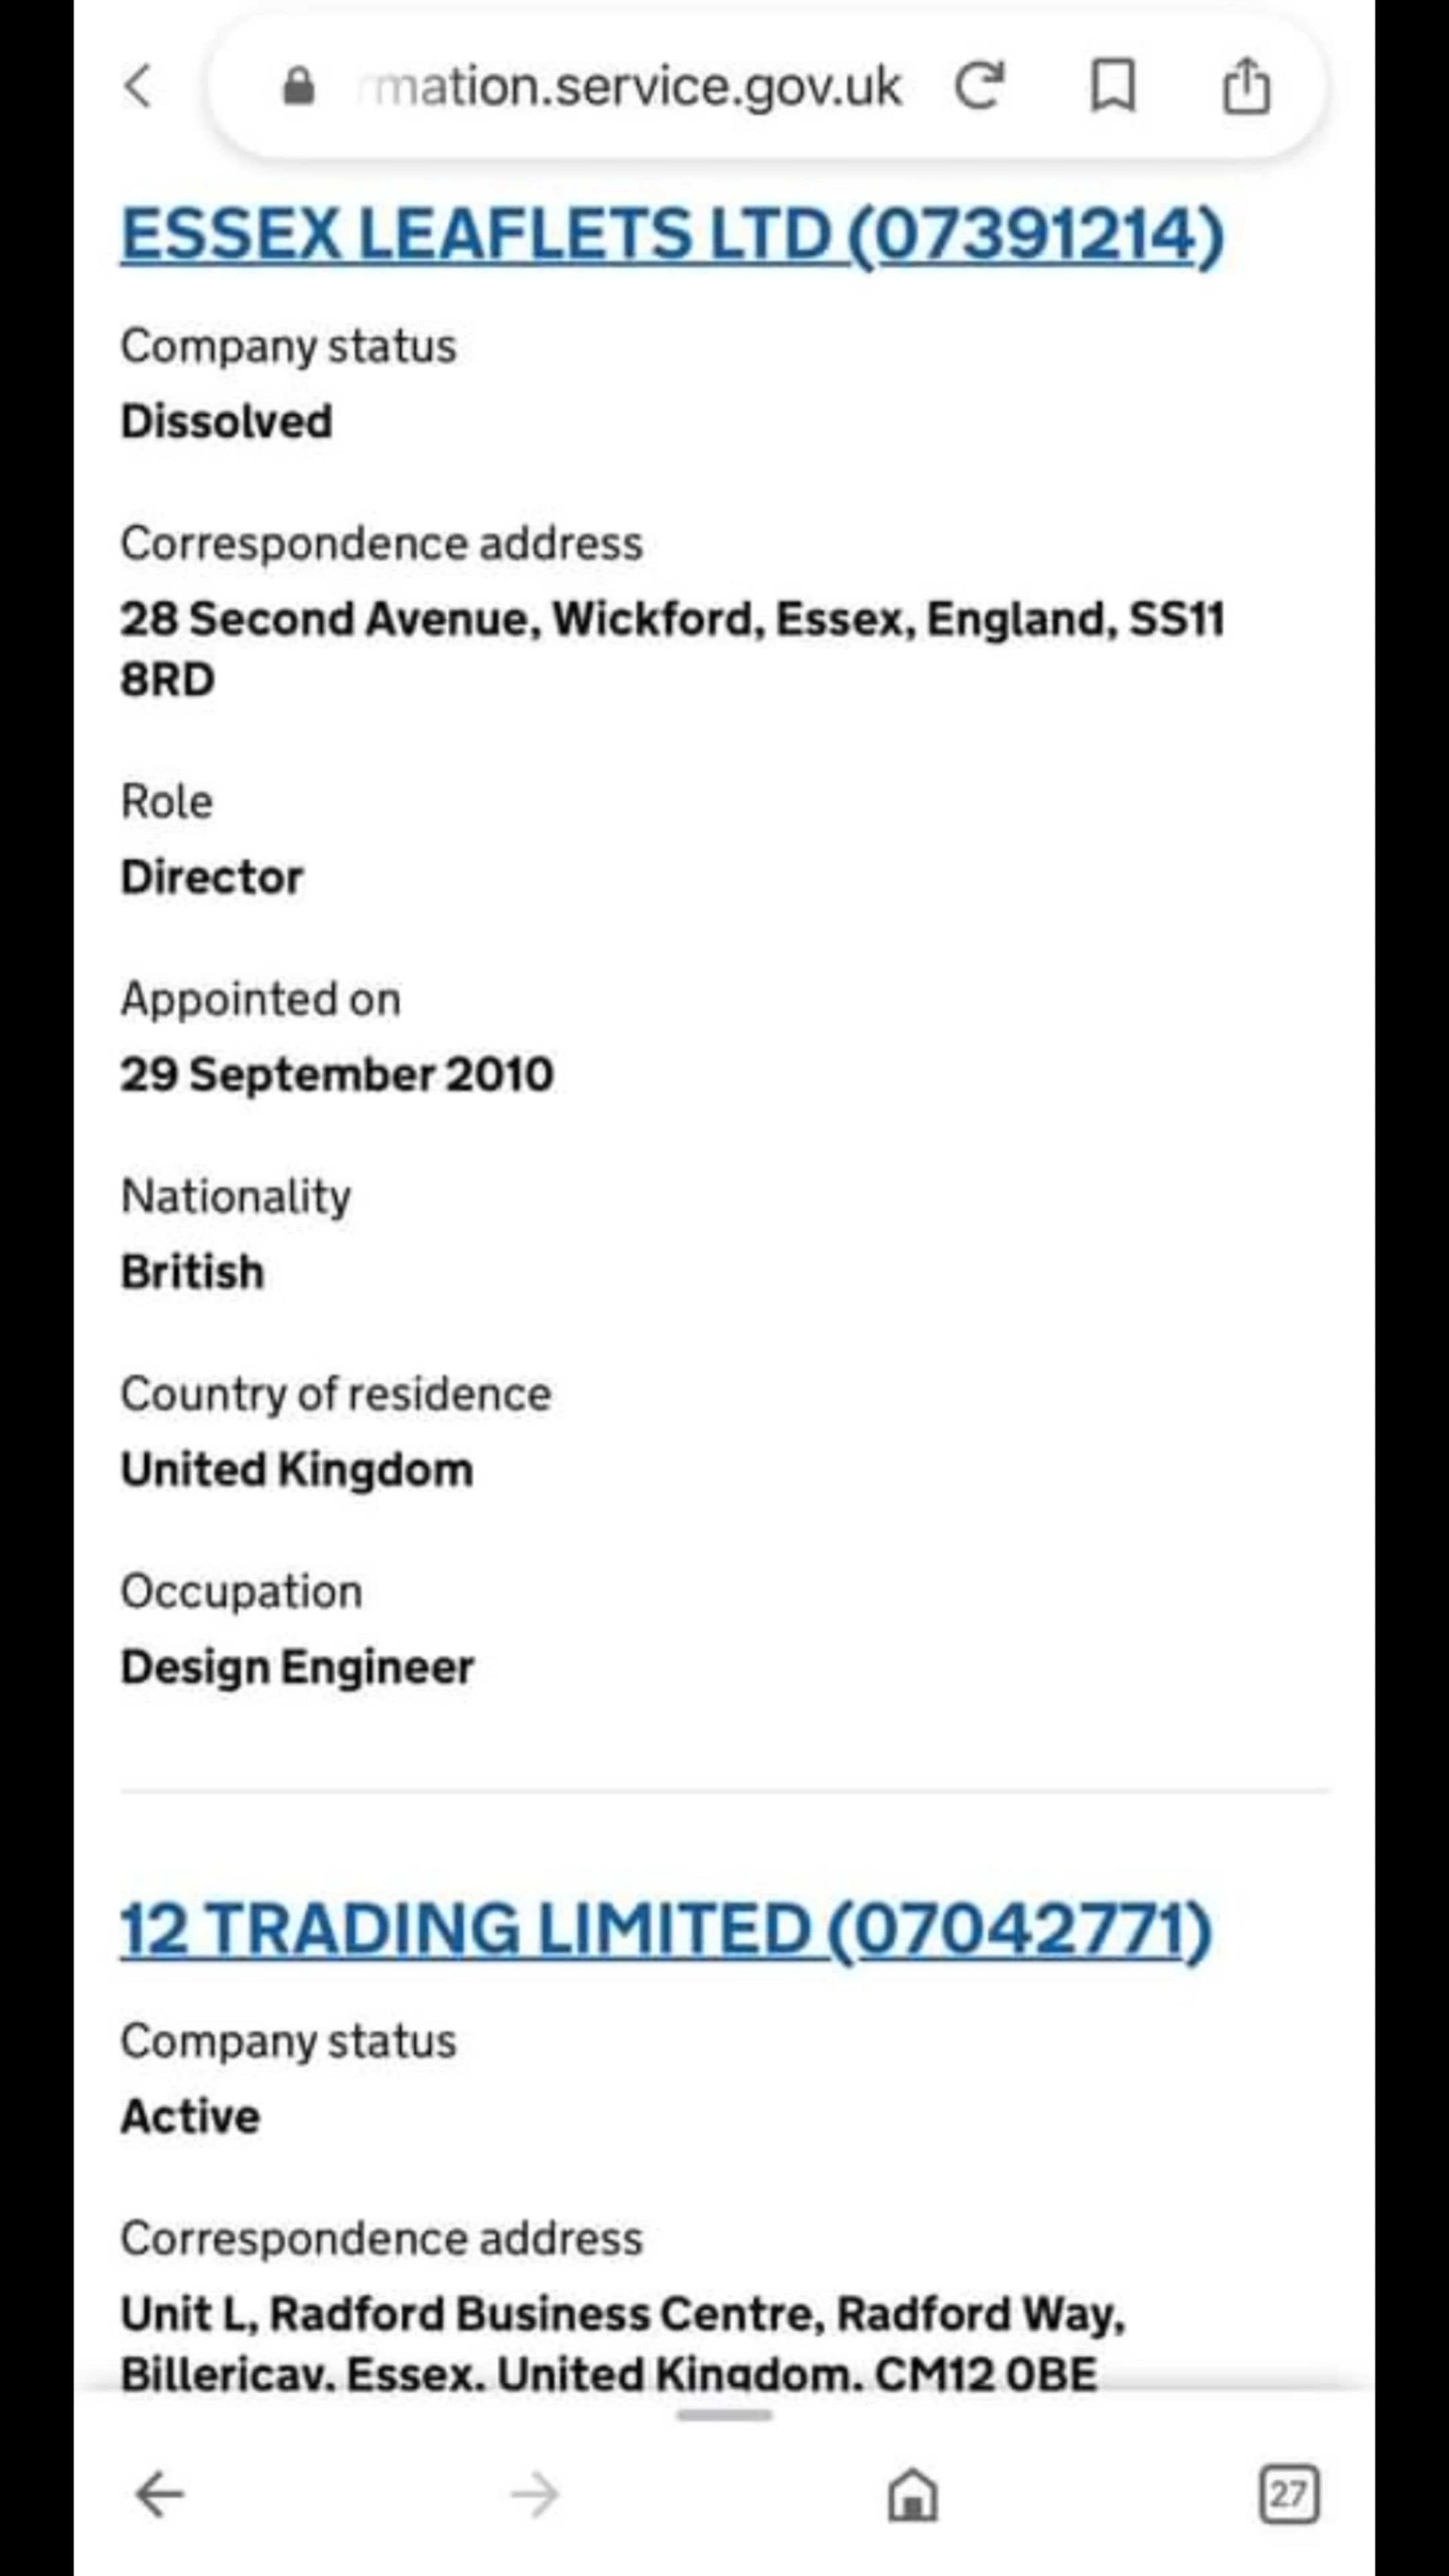 mation.service.gov.uk
ESSEX LEAFLETS LTD (07391214)
Company status
Dissolved
Correspondence address
28 Second Avenue, Wickford, Essex, England, SS11
8RD
Role
Director
Appointed on
29 September 2010
Nationality
British
Country of residence
United Kingdom
Occupation
Design Engineer
12 TRADING LIMITED (07042771)
Company status
Active
Correspondence address
Unit L, Radford Business Centre, Radford Way,
Billericay, Essex, United Kingdom, CM12 0BE
27